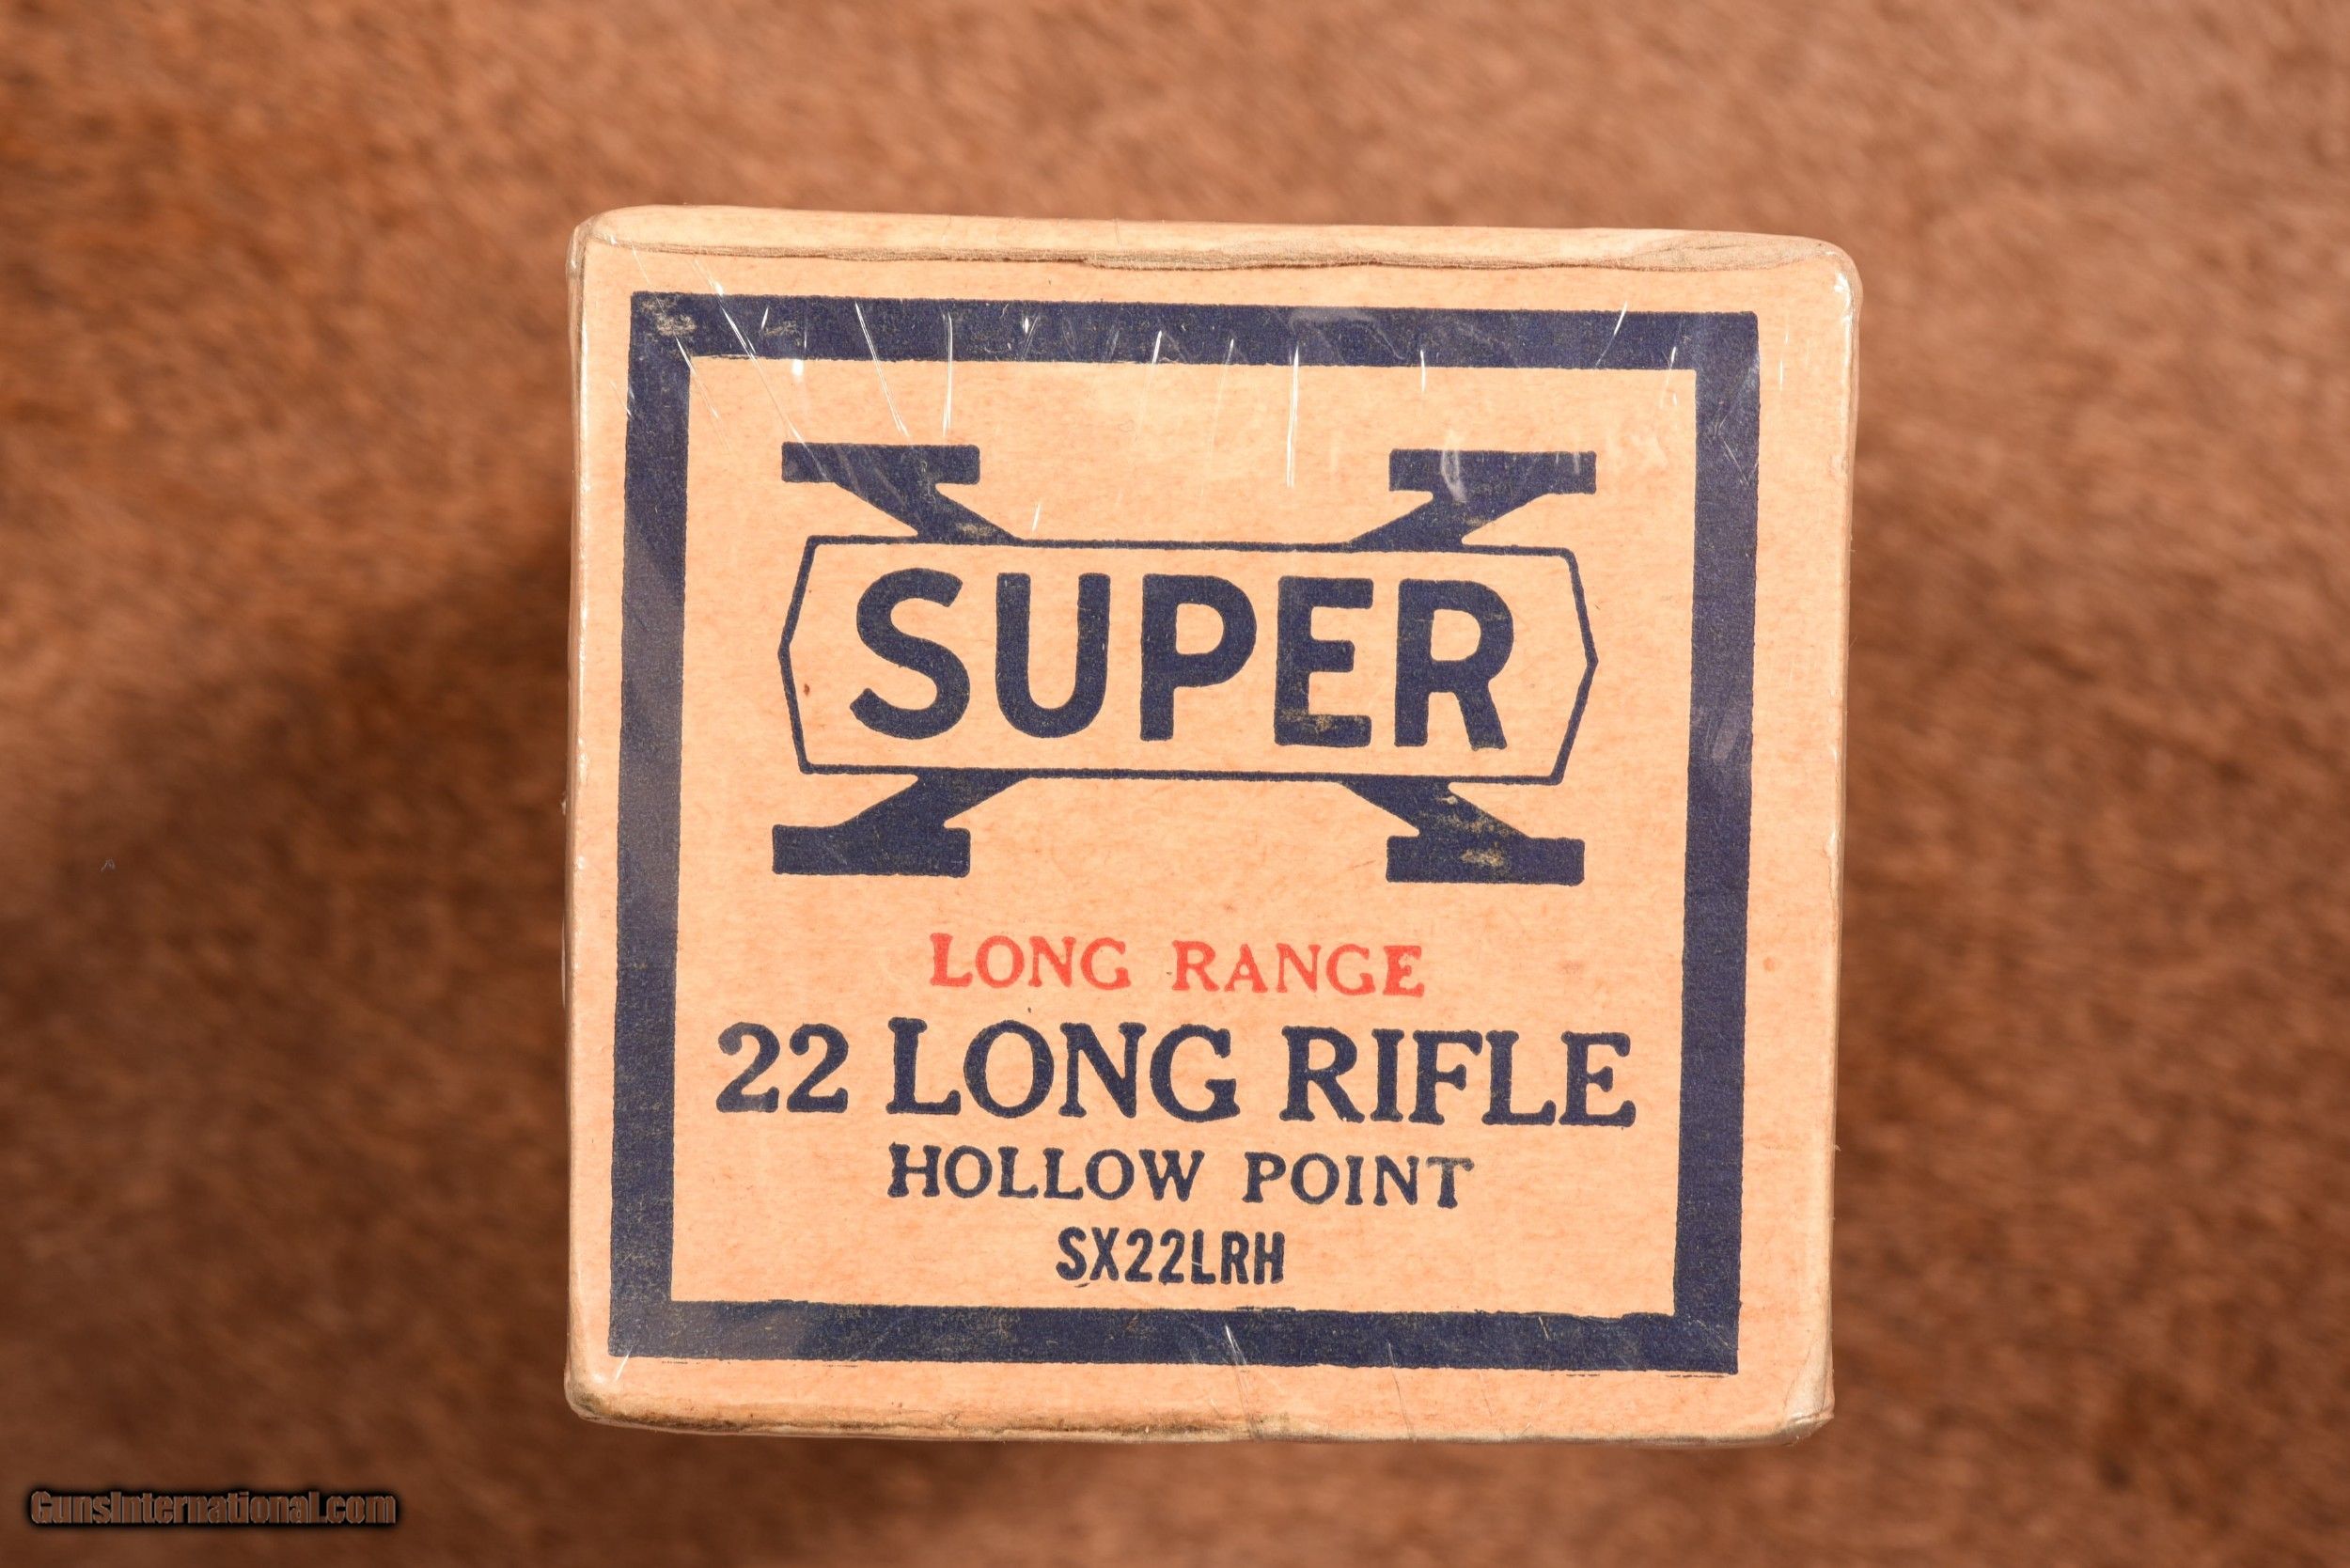 SUPER X
LONG RANGE
22 LONG RIFLE
HOLLOW POINT
SX22LRH
GunsInternational.com